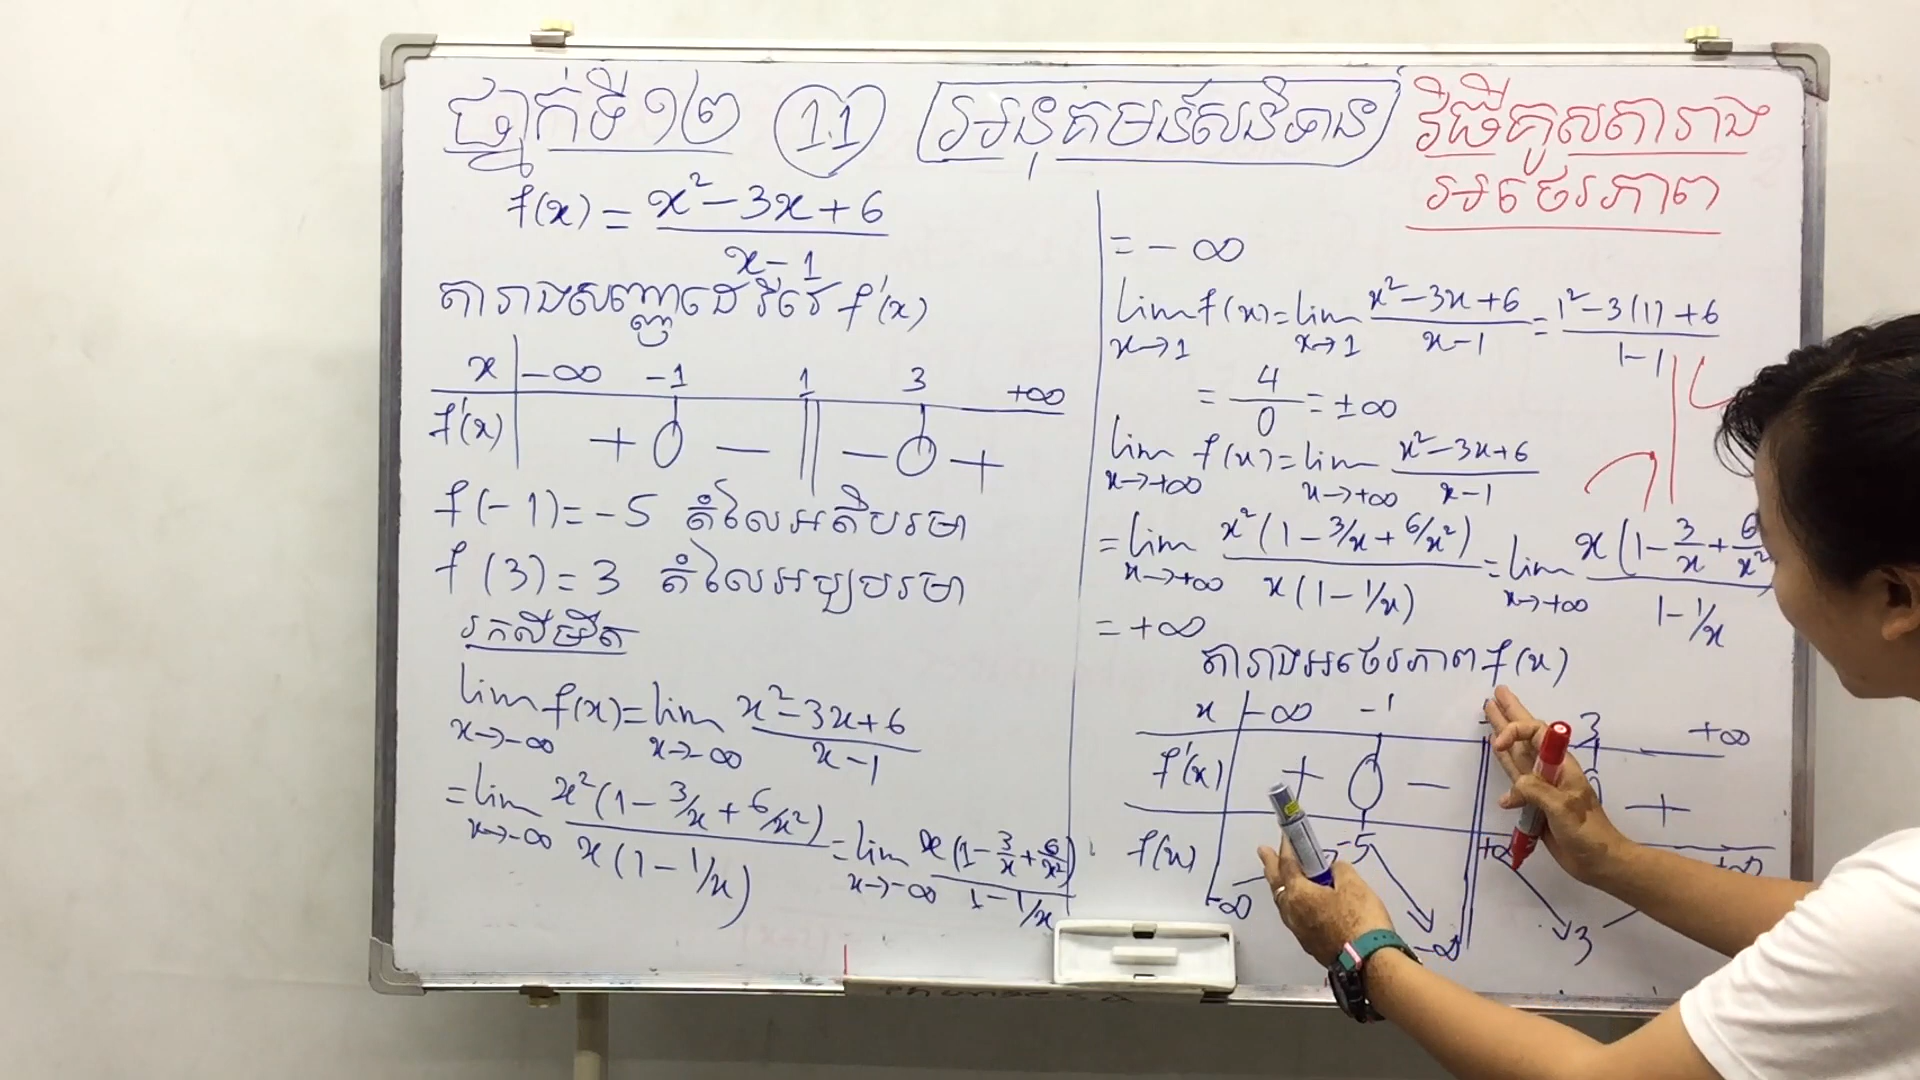 ថ្នាក់ទី១២ (1.1) អនុគមន៍សនិទាន
វិធីគូសតារាង
អថេរភាព
f(x) = (x² - 3x + 6)/(x - 1)
តារាងសញ្ញាដេរីវេ f'(x)
x | -∞ -1 1 3 +∞
f'(x) | + 0 - || - 0 +
f(-1) = -5 តំលៃអតិបរមា
f(3) = 3 តំលៃអប្បបរមា
រកលីមីត
lim x→-∞ f(x) = lim x→-∞ (x² - 3x + 6)/(x - 1)
= lim x→-∞ x²(1 - 3/x + 6/x²)/x(1 - 1/x) = lim x→-∞ x(1 - 3/x + 6/x²)/(1 - 1/x)
= -∞
lim x→1 f(x) = lim x→1 (x² - 3x + 6)/(x - 1) = (1² - 3(1) + 6)/(1 - 1)
= 4/0 = ±∞
lim x→+∞ f(x) = lim x→+∞ (x² - 3x + 6)/(x - 1)
= lim x→+∞ x²(1 - 3/x + 6/x²)/x(1 - 1/x) = lim x→+∞ x(1 - 3/x + 6/x²)/(1 - 1/x)
= +∞
តារាងអថេរភាព f(x)
x | -∞ -1 3 +∞
f'(x) | + 0 - || 0 +
f(x) | -∞ -5 -∞ || +∞ 3 +∞